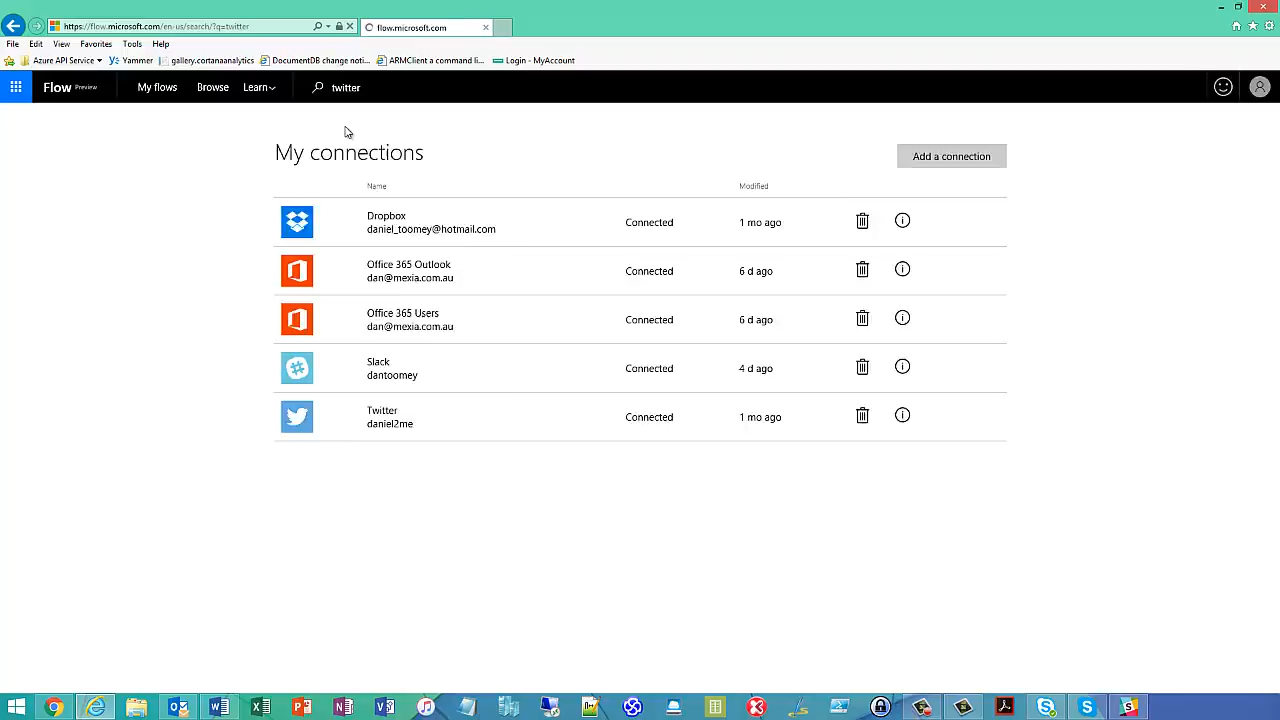 https://flow.microsoft.com/en-us/search/?q=twitter
flow.microsoft.com
File Edit View Favorites Tools Help
Azure API Service Yammer gallery.cortanaanalytics DocumentDB change noti... ARMClient a command li... Login - MyAccount
Flow Preview My flows Browse Learn twitter
My connections
Add a connection
Name Modified
Dropbox
daniel_toomey@hotmail.com
Connected 1 mo ago
Office 365 Outlook
dan@mexia.com.au
Connected 6 d ago
Office 365 Users
dan@mexia.com.au
Connected 6 d ago
Slack
dantoomey
Connected 4 d ago
Twitter
daniel2me
Connected 1 mo ago